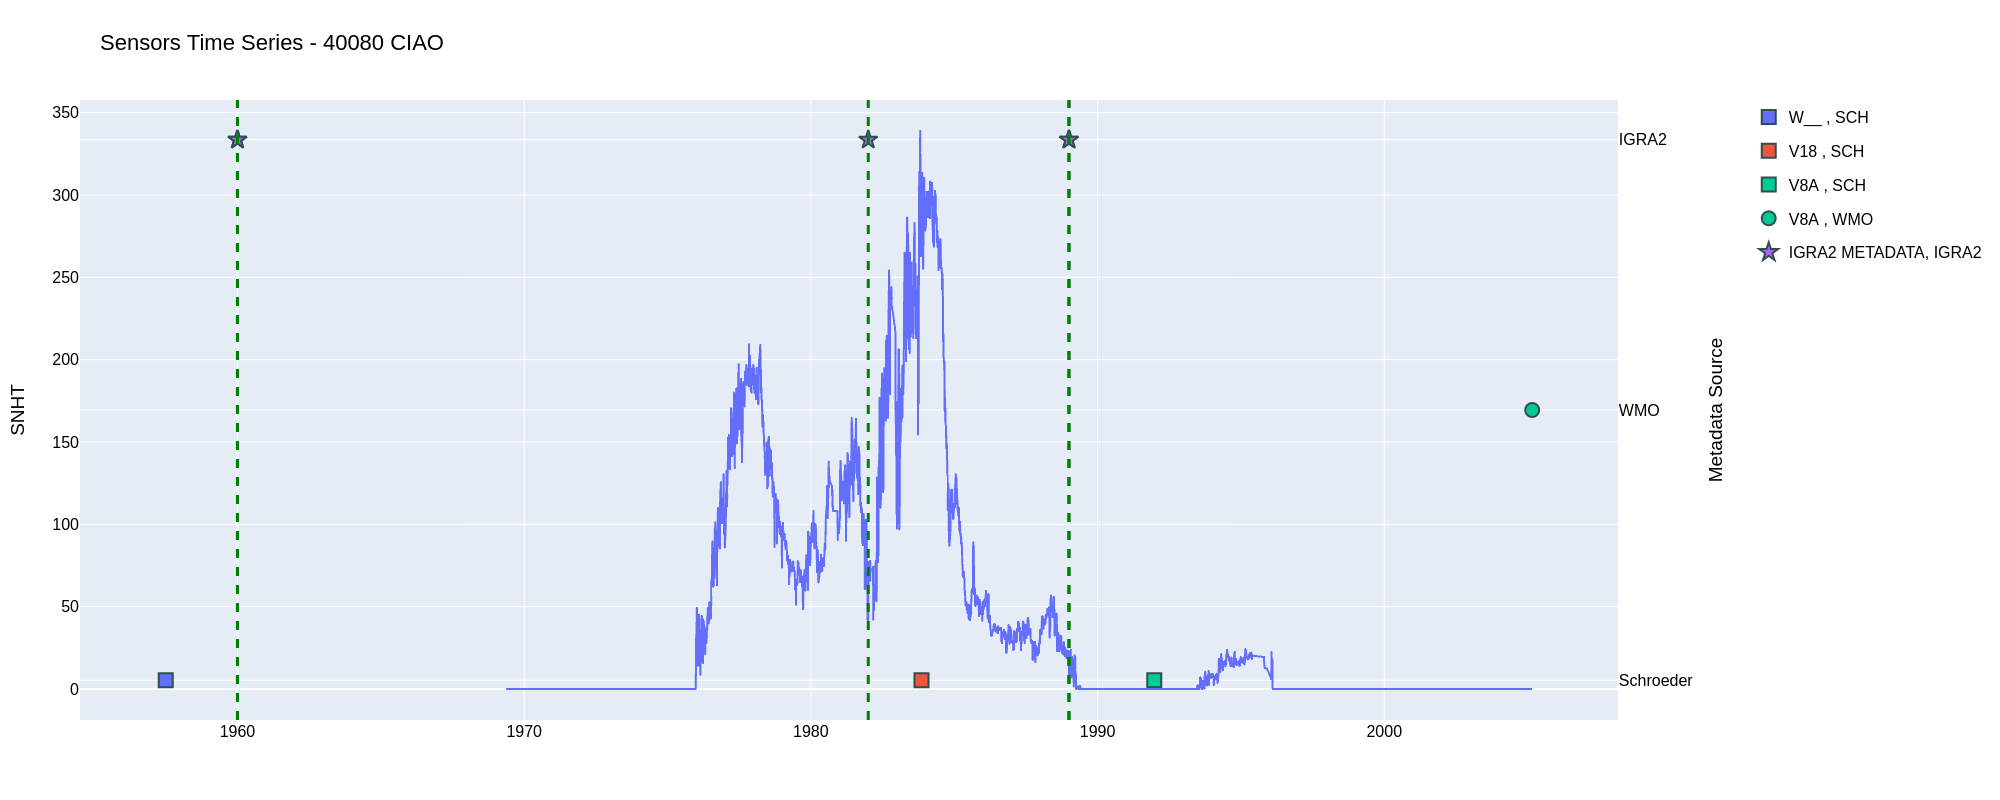 Sensors Time Series - 40080 CIAO
350
300
250
200
150
100
50
0
SNHT
1960
1970
1980
1990
2000
IGRA2
WMO
Schroeder
Metadata Source
W__ , SCH
V18 , SCH
V8A , SCH
V8A , WMO
IGRA2 METADATA, IGRA2